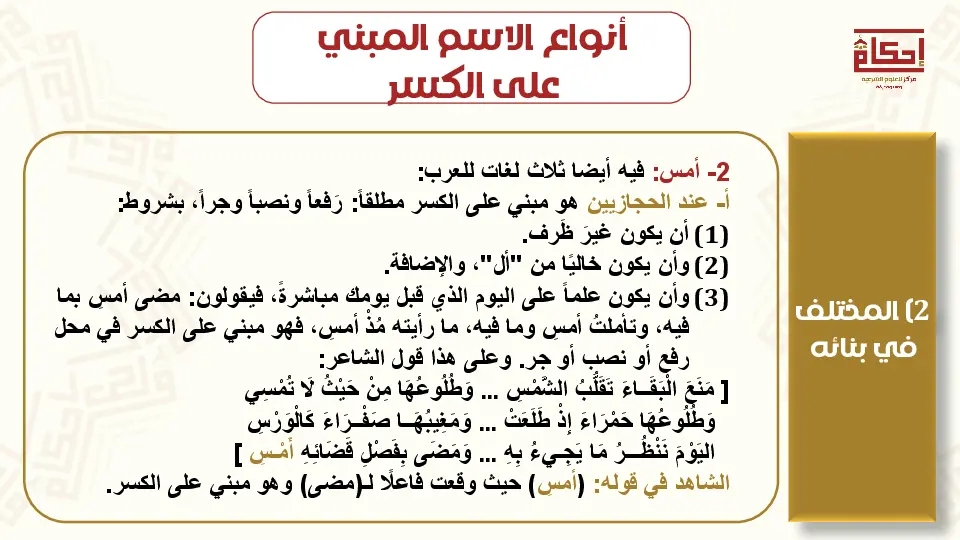 أنواع الاسم المبني
على الكسر
إحكام
مركز للعلوم الشرعية
2) المختلف
في بنائه
2- أمس: فيه أيضا ثلاث لغات للعرب:
أ- عند الحجازيين هو مبني على الكسر مطلقاً: رَفعاً ونصباً وجراً، بشروط:
(1) أن يكون غيرَ ظَرف.
(2) وأن يكون خاليًا من "أل"، والإضافة.
(3) وأن يكون علماً على اليوم الذي قبل يومك مباشرةً، فيقولون: مضى أمسِ بما
فيه، وتأملتُ أمسِ وما فيه، ما رأيته مُذْ أمسِ، فهو مبني على الكسر في محل
رفع أو نصب أو جر. وعلى هذا قول الشاعر:
[ مَنَعَ الْبَقَــاءَ تَقَلُّبُ الشَّمْسِ ... وَطُلُوعُهَا مِنْ حَيْثُ لَا تُمْسِي
وَطُلُوعُهَا حَمْرَاءَ إِذْ طَلَعَتْ ... وَمَغِيبُهَــا صَفْــرَاءَ كَالْوَرْسِ
اليَوْمَ نَنْظُــرُ مَا يَجِـيءُ بِهِ ... وَمَضَى بِفَصْلِ قَضَائِهِ أَمْـسِ ]
الشاهد في قوله: (أمسِ) حيث وقعت فاعلًا لـ(مضى) وهو مبني على الكسر.